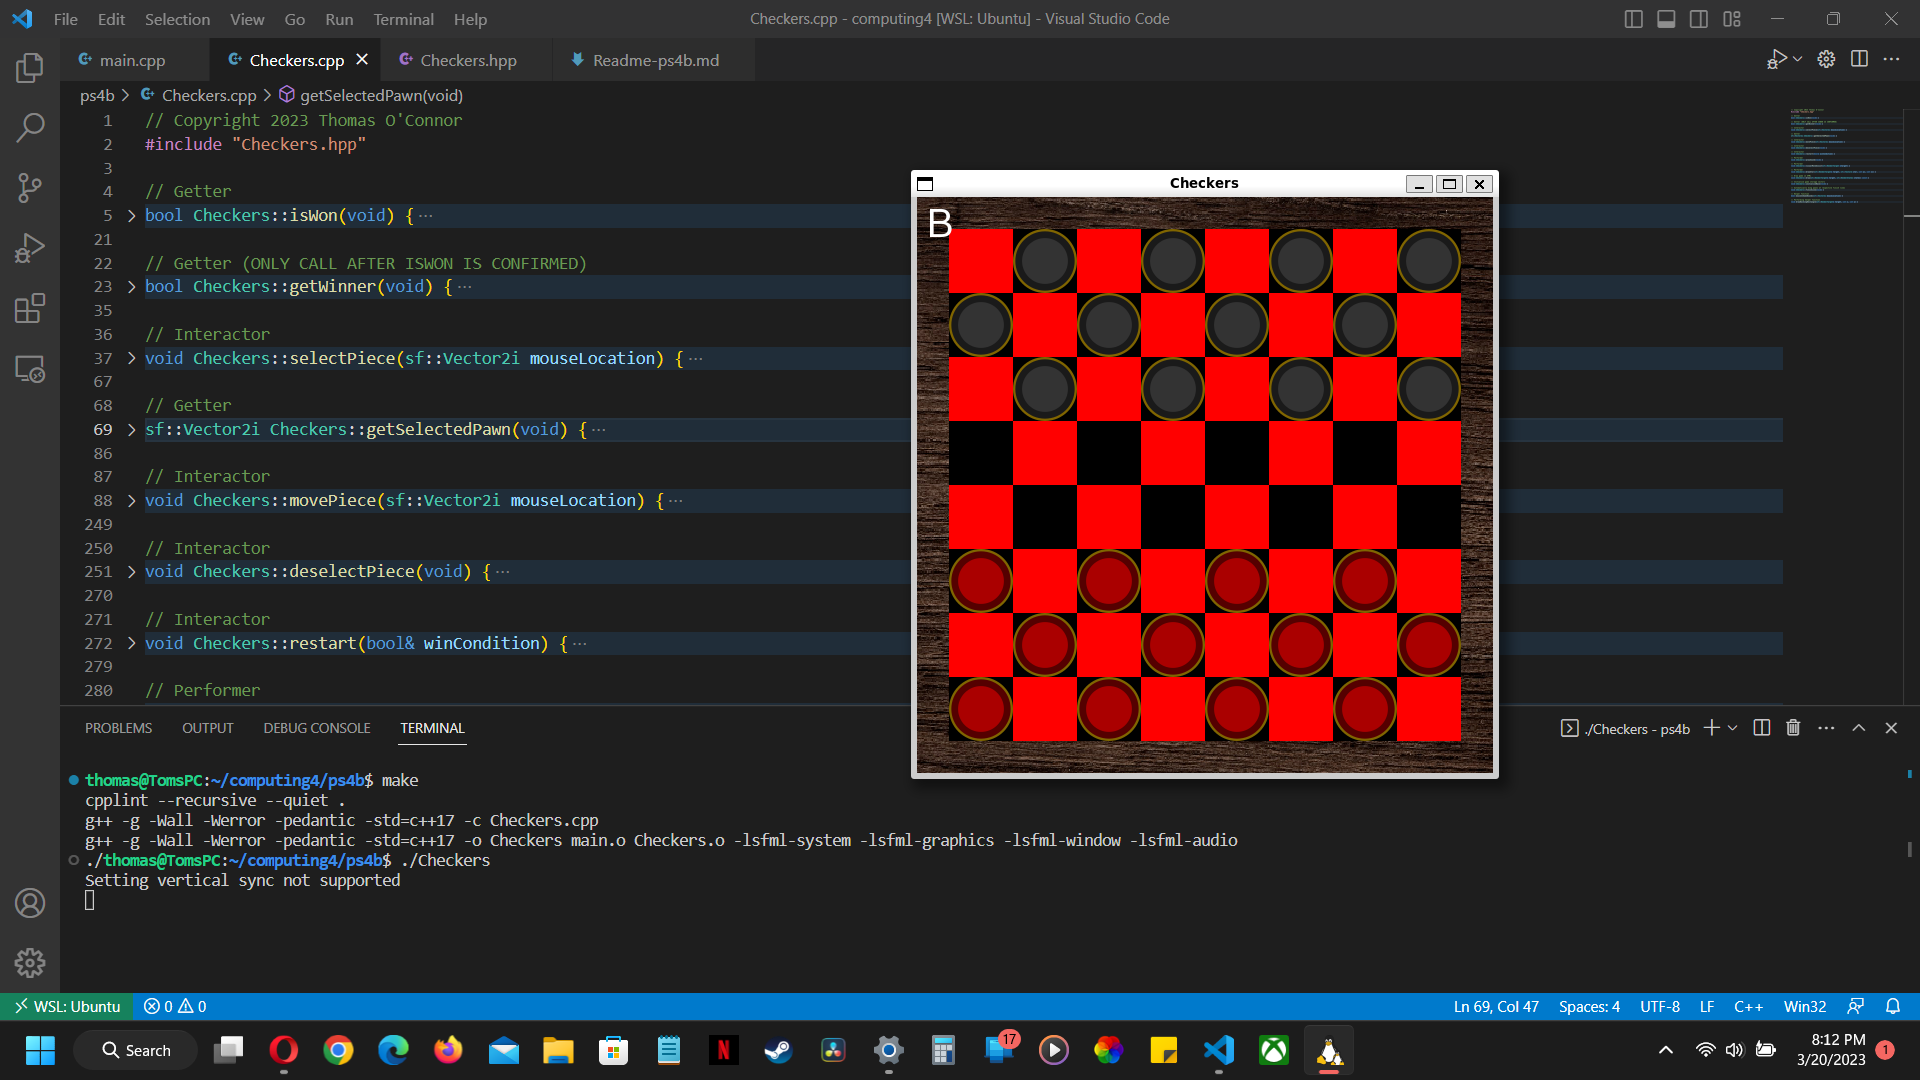 File Edit Selection View Go Run Terminal Help
Checkers.cpp - computing4 [WSL: Ubuntu] - Visual Studio Code
main.cpp Checkers.cpp Checkers.hpp Readme-ps4b.md
ps4b > Checkers.cpp > getSelectedPawn(void)
1 // Copyright 2023 Thomas O'Connor
2 #include "Checkers.hpp"
3
4 // Getter
5 bool Checkers::isWon(void) { ···
21
22 // Getter (ONLY CALL AFTER ISWON IS CONFIRMED)
23 bool Checkers::getWinner(void) { ···
35
36 // Interactor
37 void Checkers::selectPiece(sf::Vector2i mouseLocation) { ···
67
68 // Getter
69 sf::Vector2i Checkers::getSelectedPawn(void) { ···
86
87 // Interactor
88 void Checkers::movePiece(sf::Vector2i mouseLocation) { ···
249
250 // Interactor
251 void Checkers::deselectPiece(void) { ···
270
271 // Interactor
272 void Checkers::restart(bool& winCondition) { ···
279
280 // Performer
Checkers
B
PROBLEMS OUTPUT DEBUG CONSOLE TERMINAL
./Checkers - ps4b
thomas@TomsPC:~/computing4/ps4b$ make
cpplint --recursive --quiet .
g++ -g -Wall -Werror -pedantic -std=c++17 -c Checkers.cpp
g++ -g -Wall -Werror -pedantic -std=c++17 -o Checkers main.o Checkers.o -lsfml-system -lsfml-graphics -lsfml-window -lsfml-audio
./thomas@TomsPC:~/computing4/ps4b$ ./Checkers
Setting vertical sync not supported
WSL: Ubuntu 0 0
Ln 69, Col 47 Spaces: 4 UTF-8 LF C++ Win32
Search
N
17
8:12 PM
3/20/2023
1